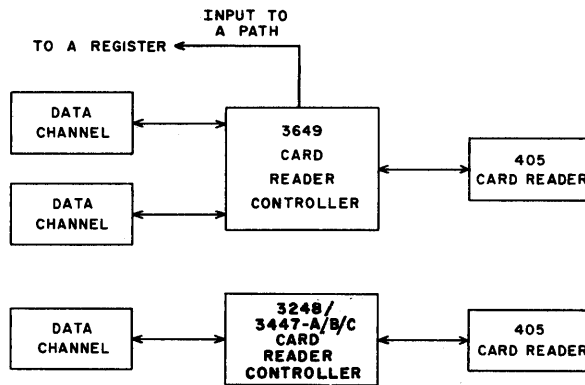 INPUT TO
A PATH
TO A REGISTER
DATA
CHANNEL
3649
CARD
READER
CONTROLLER
405
CARD READER
DATA
CHANNEL
DATA
CHANNEL
3248/
3447-A/B/C
CARD
READER
CONTROLLER
405
CARD READER